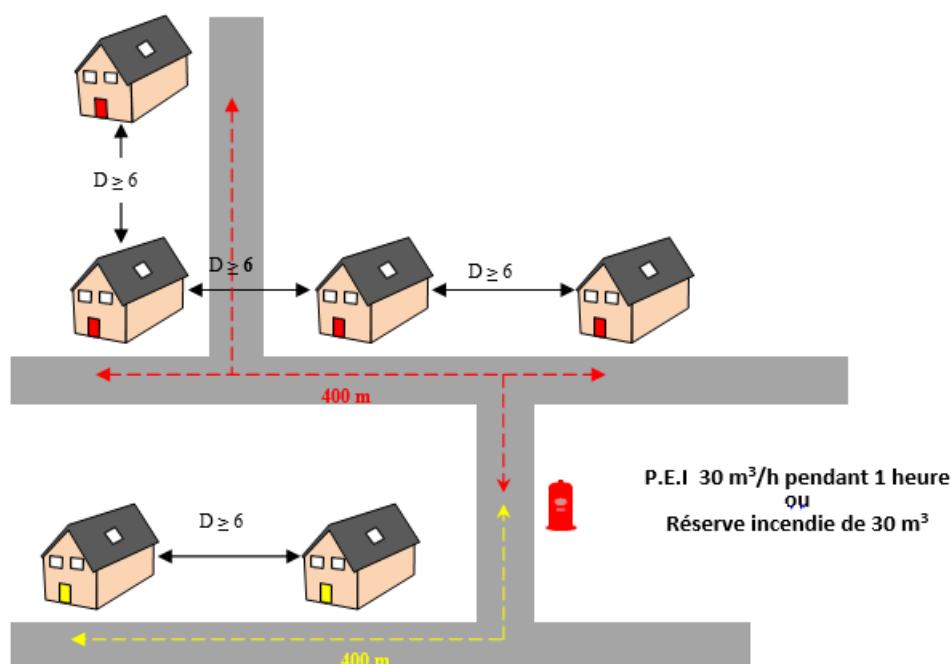 D ≥ 6
D ≥ 6
D ≥ 6
400 m
P.E.I 30 m³/h pendant 1 heure
ou
Réserve incendie de 30 m³
D ≥ 6
400 m